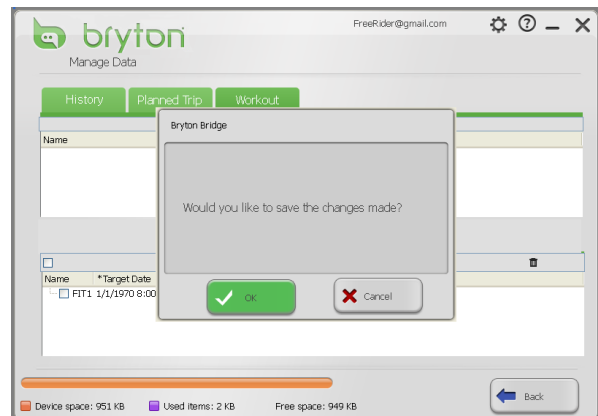 bryton
FreeRider@gmail.com
Manage Data
History Planned Trip Workout
Bryton Bridge
Name
Would you like to save the changes made?
Name *Target Date
FIT1 1/1/1970 8:00
OK Cancel
Device space: 951 KB Used items: 2 KB Free space: 949 KB
Back